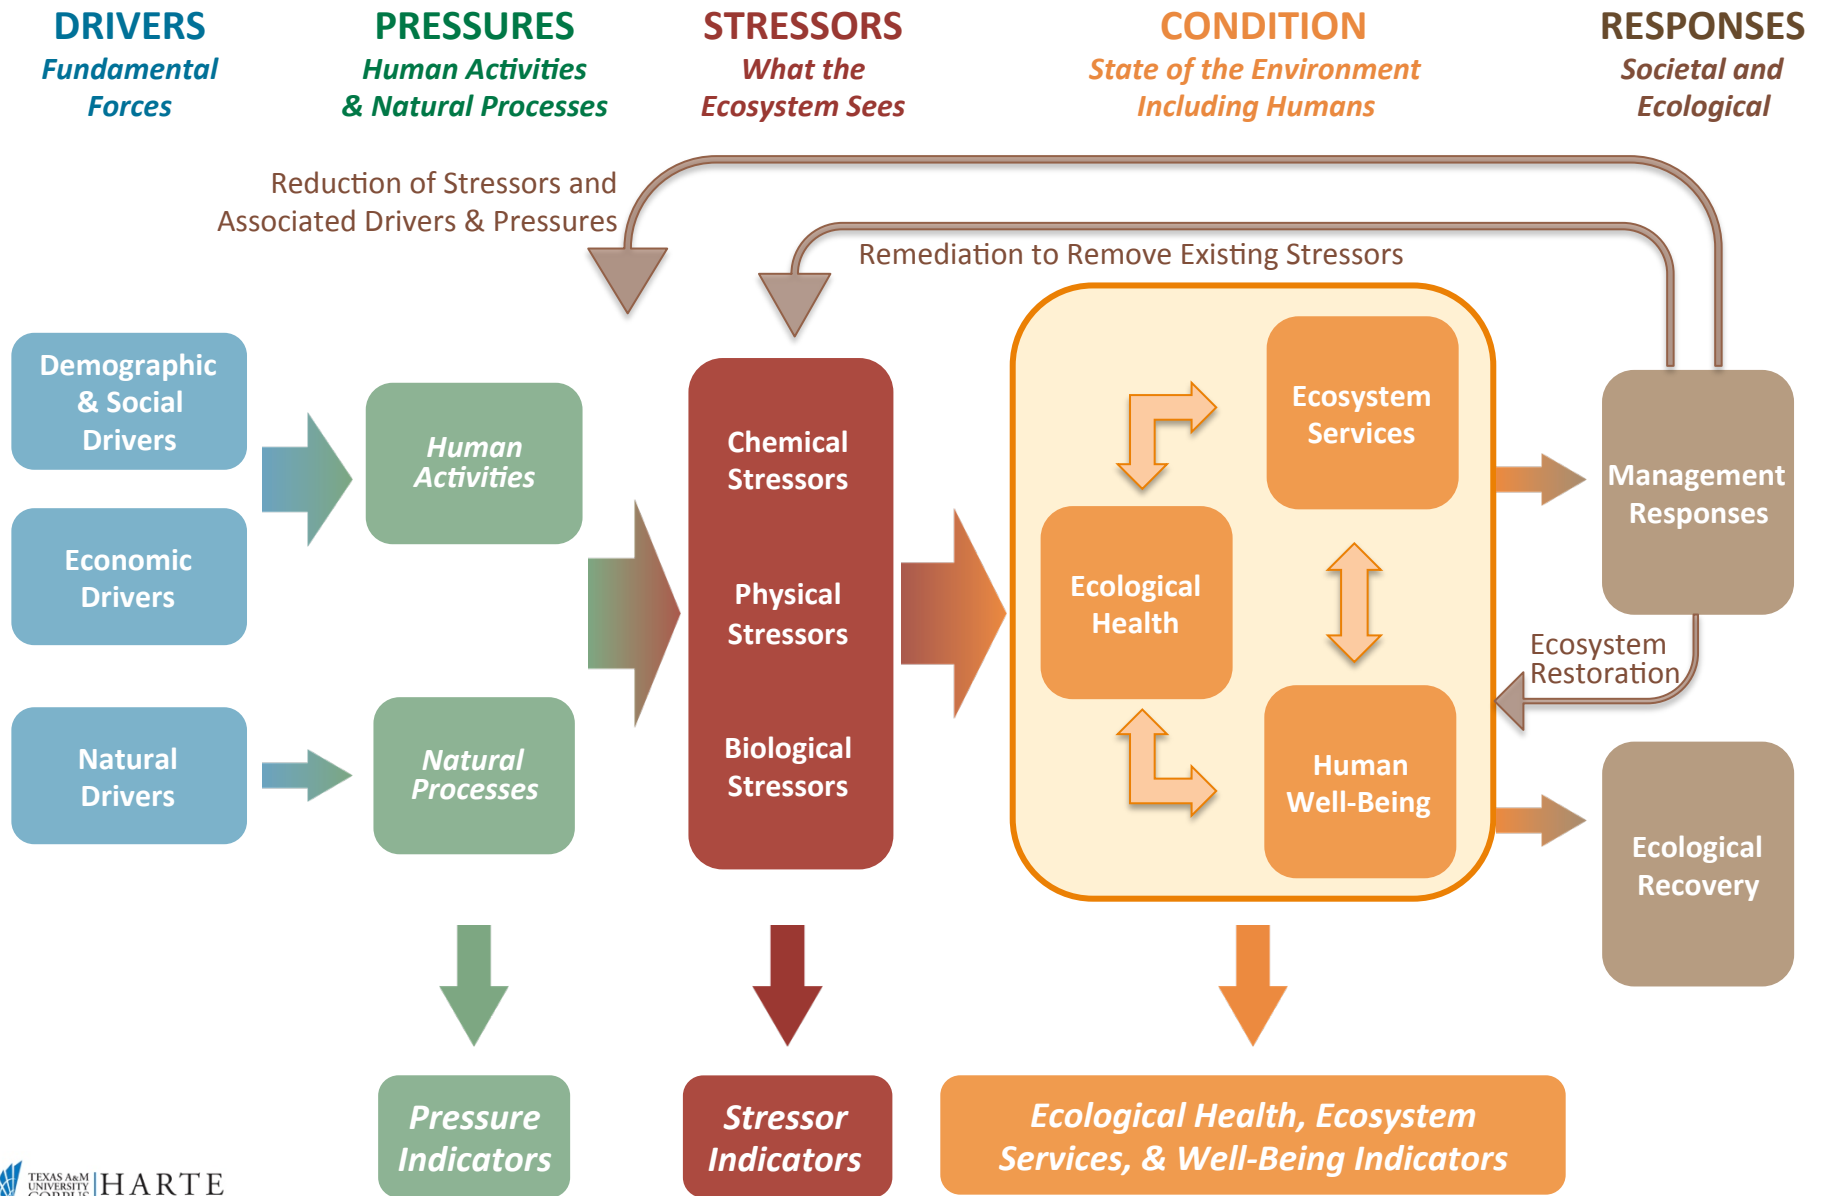 DRIVERS
Fundamental
Forces
PRESSURES
Human Activities
& Natural Processes
STRESSORS
What the
Ecosystem Sees
CONDITION
State of the Environment
Including Humans
RESPONSES
Societal and
Ecological
Reduction of Stressors and
Associated Drivers & Pressures
Remediation to Remove Existing Stressors
Demographic
& Social
Drivers
Economic
Drivers
Natural
Drivers
Human
Activities
Natural
Processes
Chemical
Stressors
Physical
Stressors
Biological
Stressors
Ecosystem
Services
Ecological
Health
Human
Well-Being
Management
Responses
Ecosystem
Restoration
Ecological
Recovery
Pressure
Indicators
Stressor
Indicators
Ecological Health, Ecosystem
Services, & Well-Being Indicators
TEXAS A&M
UNIVERSITY
CORPUS
HARTE